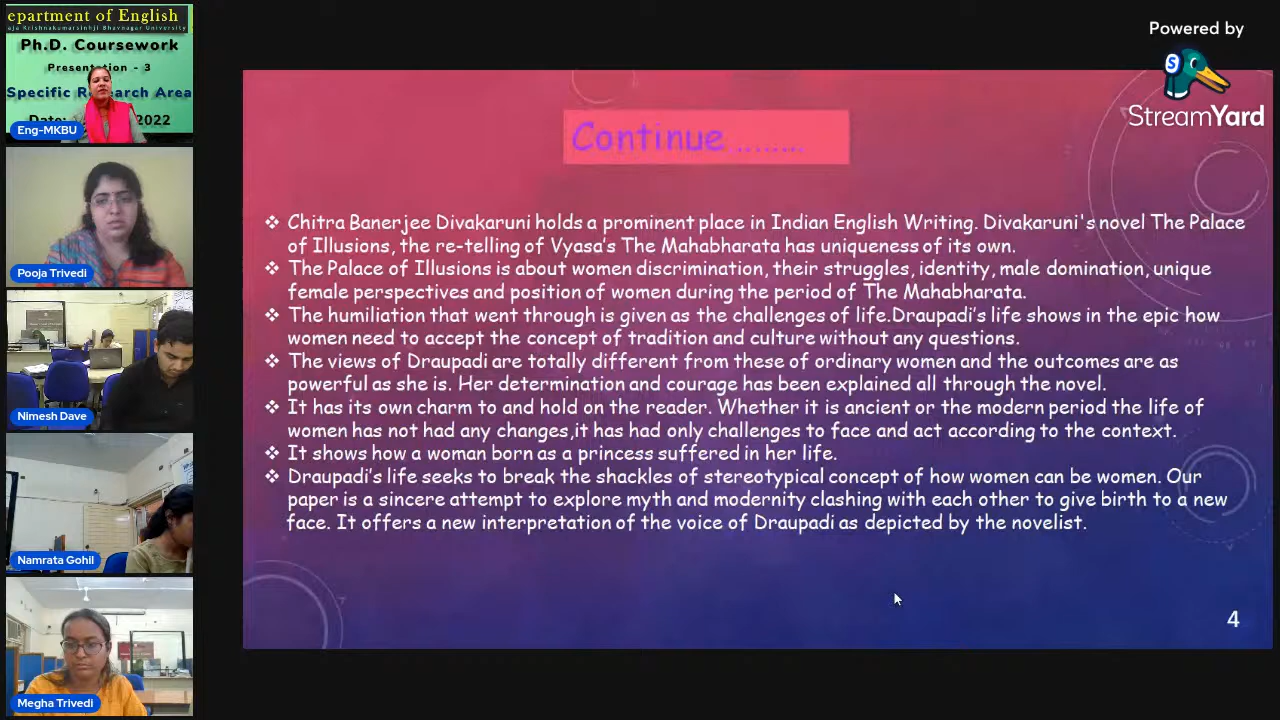 epartment of English
aja Krishnakumarsinhji Bhavnagar University
Ph.D. Coursework
Presentation - 3
Specific Re rch Area
Date: 2022
Eng-MKBU
Pooja Trivedi
Nimesh Dave
Namrata Gohil
Megha Trivedi
Powered by
S
StreamYard
Continue .......
❖ Chitra Banerjee Divakaruni holds a prominent place in Indian English Writing. Divakaruni's novel The Palace
of Illusions, the re-telling of Vyasa's The Mahabharata has uniqueness of its own.
❖ The Palace of Illusions is about women discrimination, their struggles, identity, male domination, unique
female perspectives and position of women during the period of The Mahabharata.
❖ The humiliation that went through is given as the challenges of life.Draupadi's life shows in the epic how
women need to accept the concept of tradition and culture without any questions.
❖ The views of Draupadi are totally different from these of ordinary women and the outcomes are as
powerful as she is. Her determination and courage has been explained all through the novel.
❖ It has its own charm to and hold on the reader. Whether it is ancient or the modern period the life of
women has not had any changes,it has had only challenges to face and act according to the context.
❖ It shows how a woman born as a princess suffered in her life.
❖ Draupadi's life seeks to break the shackles of stereotypical concept of how women can be women. Our
paper is a sincere attempt to explore myth and modernity clashing with each other to give birth to a new
face. It offers a new interpretation of the voice of Draupadi as depicted by the novelist.
4